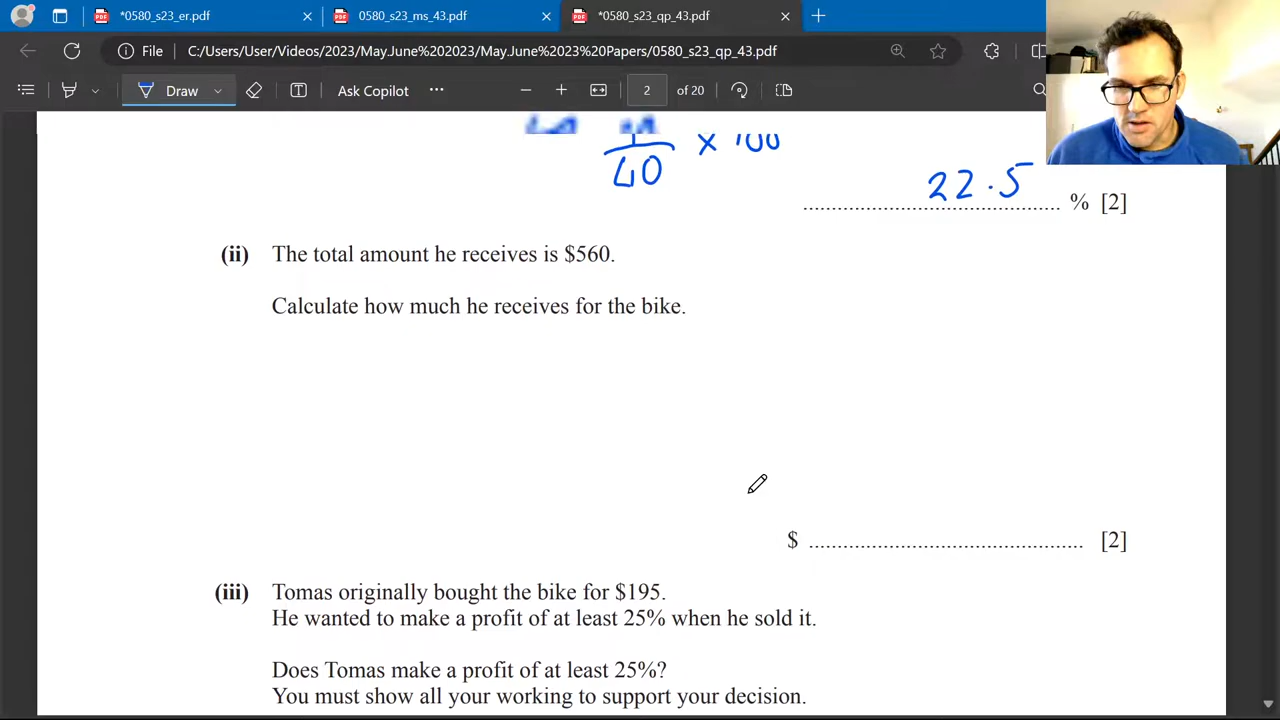 *0580_s23_er.pdf
0580_s23_ms_43.pdf
*0580_s23_qp_43.pdf
File
C:/Users/User/Videos/2023/May.June%202023/May.June%2023%20Papers/0580_s23_qp_43.pdf
Draw
Ask Copilot
2
of 20
40 × 100
22.5
% [2]
(ii) The total amount he receives is $560.
Calculate how much he receives for the bike.
$ ................................................ [2]
(iii) Tomas originally bought the bike for $195.
He wanted to make a profit of at least 25% when he sold it.
Does Tomas make a profit of at least 25%?
You must show all your working to support your decision.